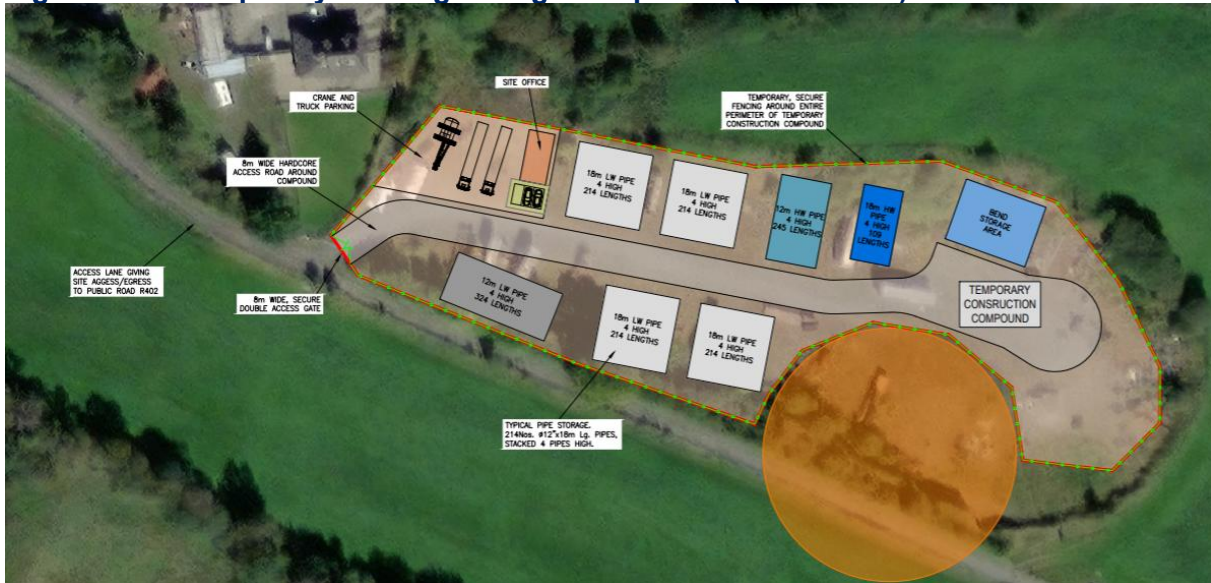 SITE OFFICE
CRANE AND
TRUCK PARKING
TEMPORARY, SECURE
FENCING AROUND ENTIRE
PERIMETER OF TEMPORARY
CONSTRUCTION COMPOUND
8m WIDE HARDCORE
ACCESS ROAD AROUND
COMPOUND
18m LW PIPE
4 HIGH
214 LENGTHS
18m LW PIPE
4 HIGH
214 LENGTHS
12m HW PIPE
4 HIGH
245 LENGTHS
18m HW
PIPE
4 HIGH
109
LENGTHS
BEND
STORAGE
AREA
ACCESS LANE GIVING
SITE AGGESS/EGRESS
TO PUBLIC ROAD R402
8m WIDE, SECURE
DOUBLE ACCESS GATE
12m LW PIPE
4 HIGH
324 LENGTHS
18m LW PIPE
4 HIGH
214 LENGTHS
18m LW PIPE
4 HIGH
214 LENGTHS
TEMPORARY
CONSRUCTION
COMPOUND
TYPICAL PIPE STORAGE.
214Nos. ø12"x18m Lg. PIPES,
STACKED 4 PIPES HIGH.